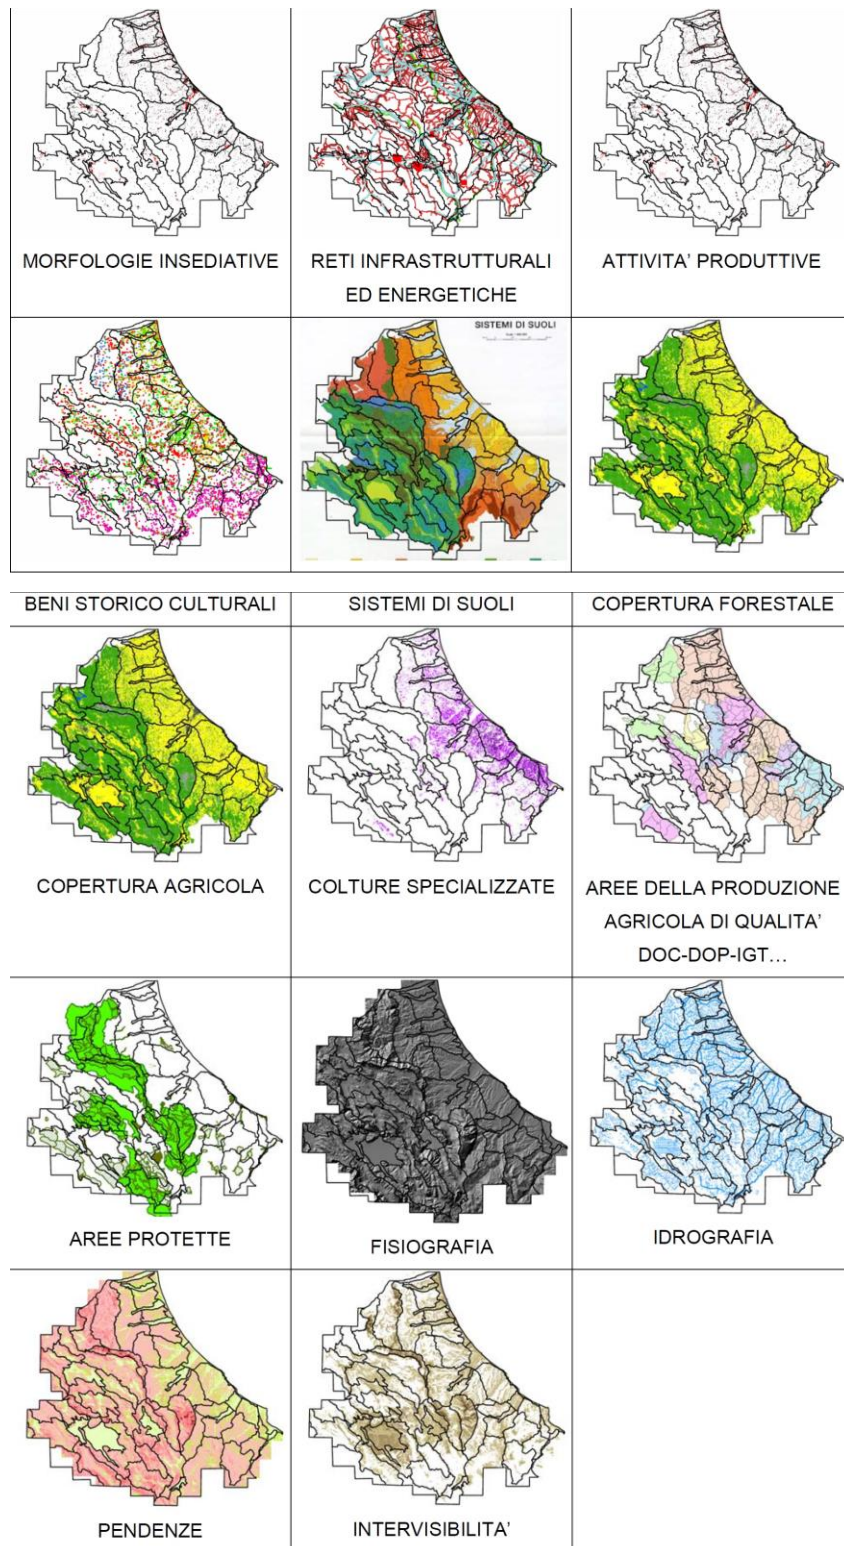 MORFOLOGIE INSEDIATIVE
RETI INFRASTRUTTURALI
ED ENERGETICHE
ATTIVITA’ PRODUTTIVE
SISTEMI DI SUOLI
BENI STORICO CULTURALI
SISTEMI DI SUOLI
COPERTURA FORESTALE
COPERTURA AGRICOLA
COLTURE SPECIALIZZATE
AREE DELLA PRODUZIONE
AGRICOLA DI QUALITA’
DOC-DOP-IGT…
AREE PROTETTE
FISIOGRAFIA
IDROGRAFIA
PENDENZE
INTERVISIBILITA’